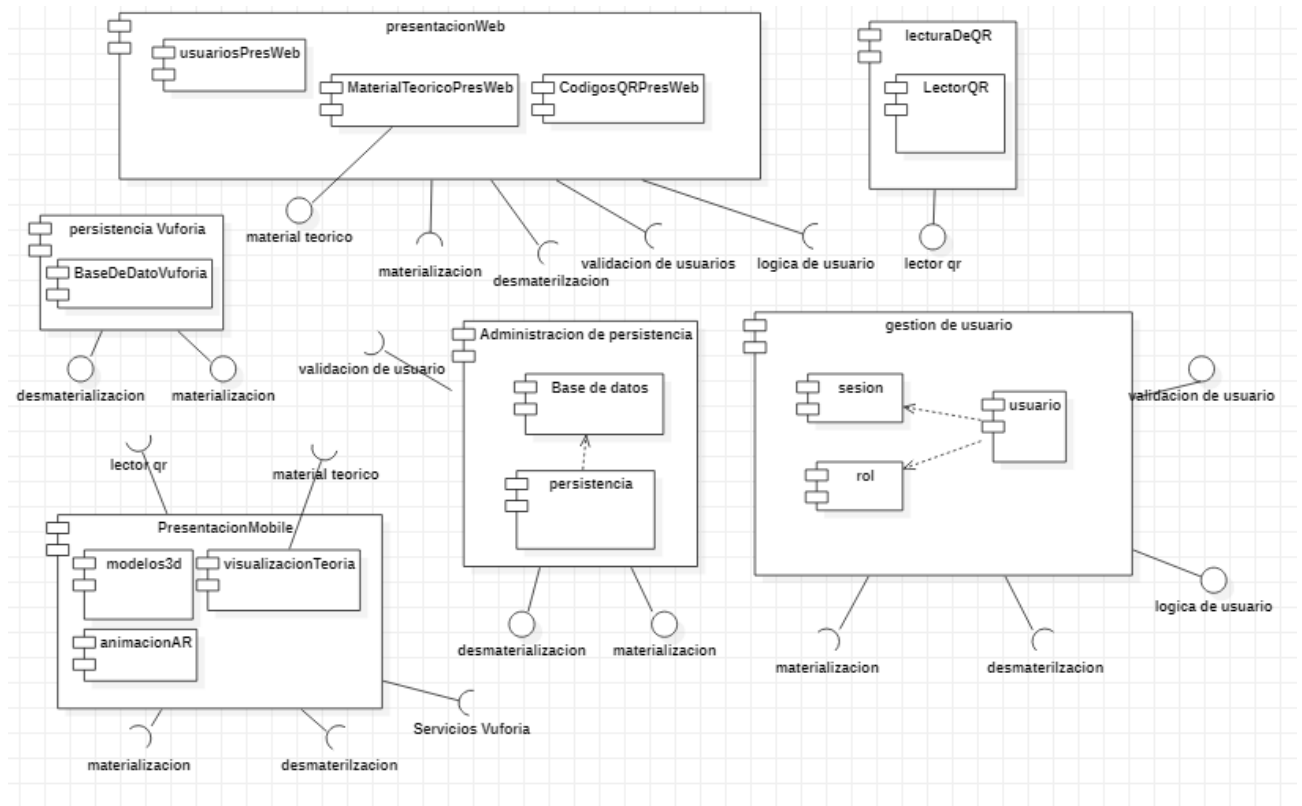 presentacionWeb
usuariosPresWeb
MaterialTeoricoPresWeb
CodigosQRPresWeb
lecturaDeQR
LectorQR
material teorico
materializacion
desmaterilzacion
validacion de usuarios
logica de usuario
lector qr
persistencia Vuforia
BaseDeDatoVuforia
desmaterializacion
materializacion
validacion de usuario
Administracion de persistencia
Base de datos
persistencia
desmaterializacion
materializacion
gestion de usuario
sesion
usuario
rol
validacion de usuario
logica de usuario
materializacion
desmaterilzacion
lector qr
material teorico
PresentacionMobile
modelos3d
visualizacionTeoría
animacionAR
Servicios Vuforia
materializacion
desmaterilzacion